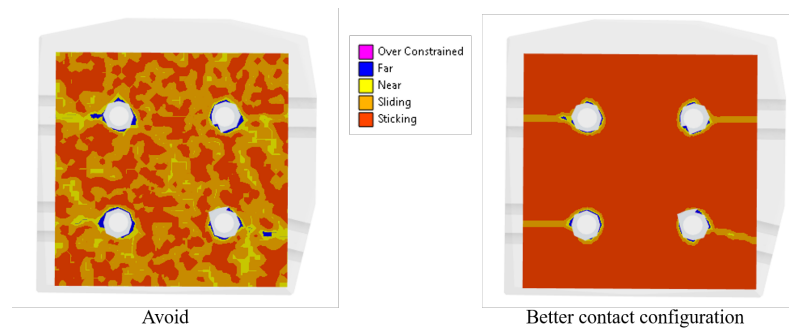 Over Constrained
Far
Near
Sliding
Sticking
Avoid
Better contact configuration